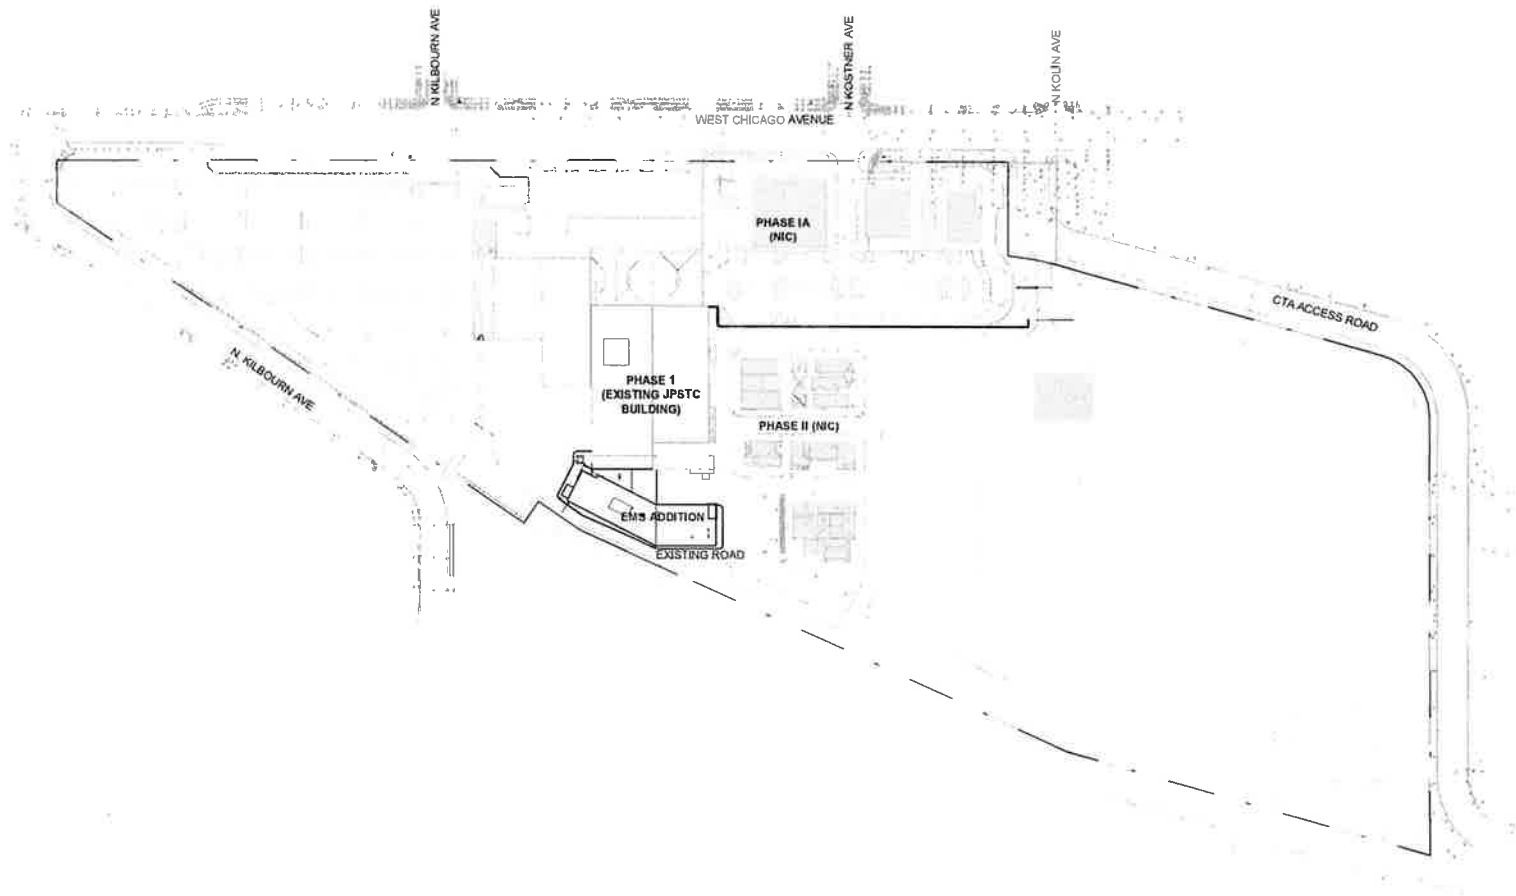 N KILBOURN AVE
N KOSTNER AVE
N KOLIN AVE
WEST CHICAGO AVENUE
PHASE IA
(NIC)
CTA ACCESS ROAD
N. KILBOURN AVE
PHASE 1
(EXISTING JPSTC
BUILDING)
PHASE II (NIC)
EMS ADDITION
EXISTING ROAD